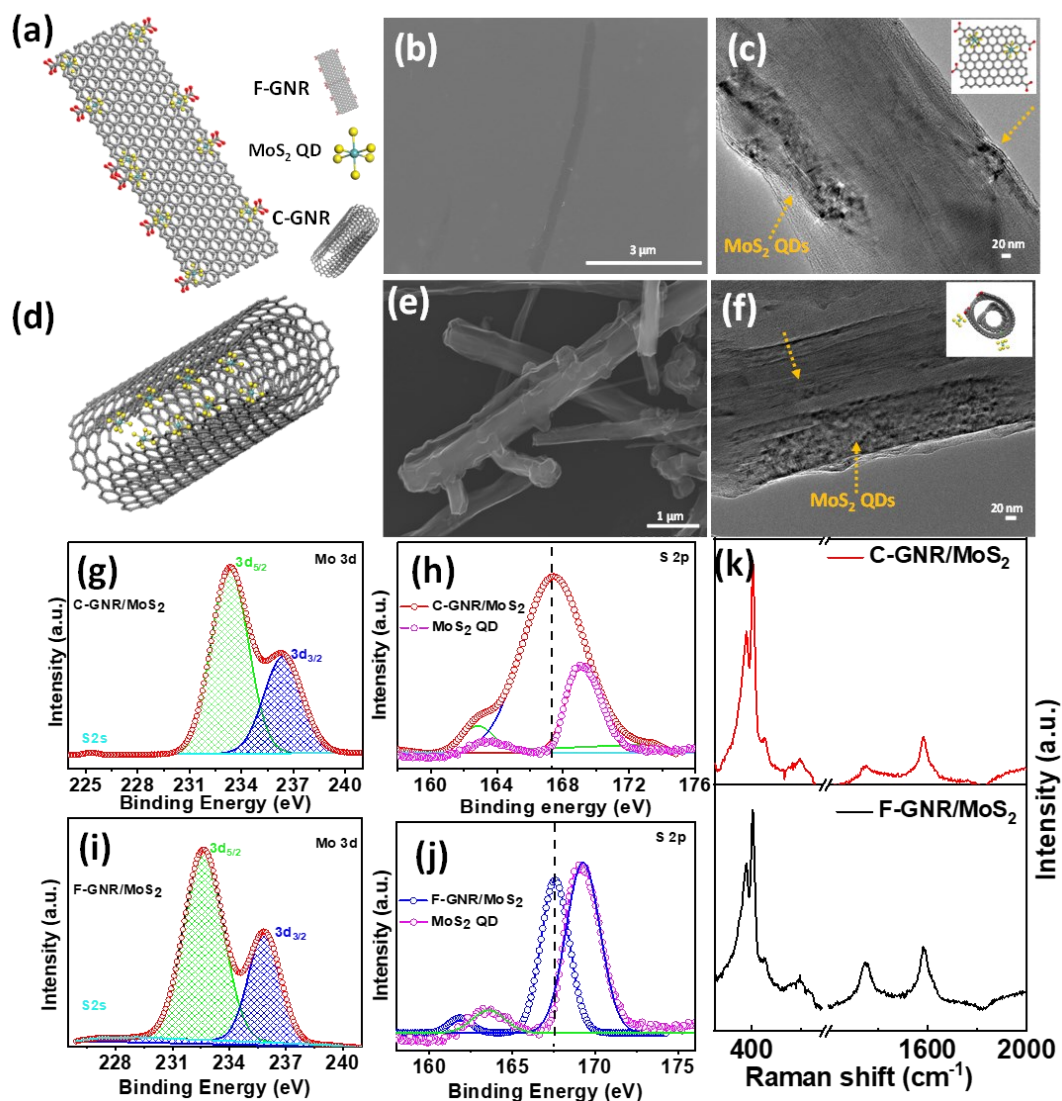 (a)
F-GNR
MoS₂ QD
C-GNR
(b)
3 µm
(c)
MoS₂ QDs
20 nm
(d)
(e)
1 µm
(f)
MoS₂ QDs
20 nm
(g)
3d₅/₂
Mo 3d
C-GNR/MoS₂
3d₃/₂
S2s
Intensity (a.u.)
225 228 231 234 237 240
Binding Energy (eV)
(h)
S 2p
C-GNR/MoS₂
MoS₂ QD
Intensity (a.u.)
160 164 168 172 176
Binding energy (eV)
(i)
3d₅/₂
Mo 3d
F-GNR/MoS₂
3d₃/₂
S2s
Intensity (a.u.)
228 231 234 237 240
Binding Energy (eV)
(j)
S 2p
F-GNR/MoS₂
MoS₂ QD
Intensity (a.u.)
160 165 170 175
Binding Energy (eV)
(k)
C-GNR/MoS₂
F-GNR/MoS₂
Intensity (a.u.)
400 1600 2000
Raman shift (cm⁻¹)